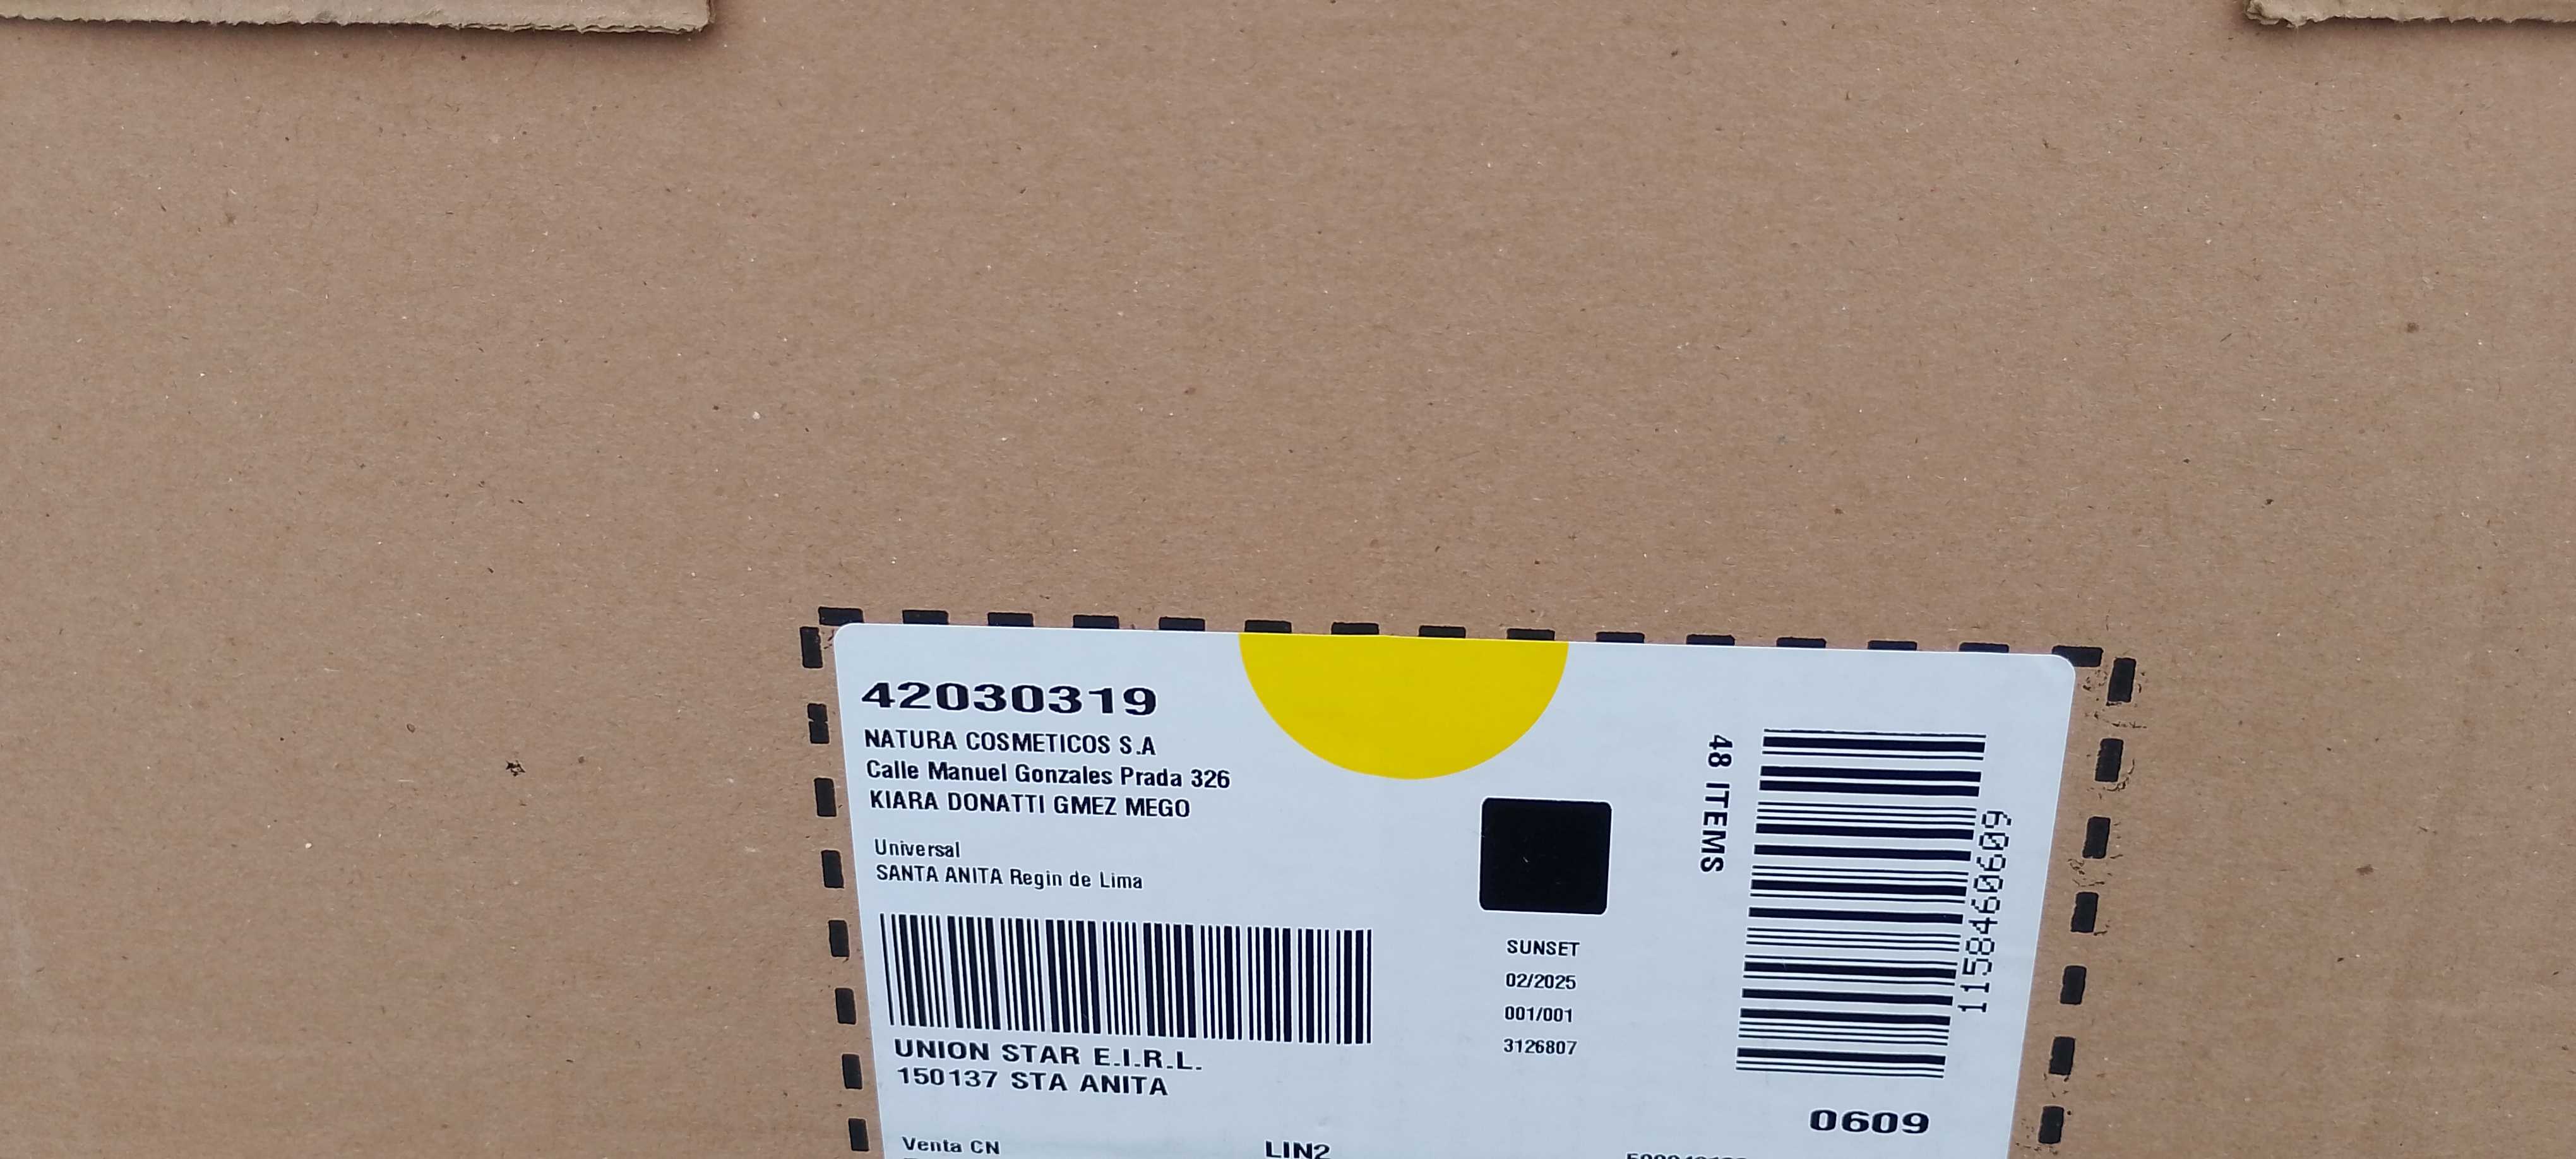 42030319
NATURA COSMETICOS S.A
Calle Manuel Gonzales Prada 326
KIARA DONATTI GMEZ MEGO
Universal
SANTA ANITA Regin de Lima
UNION STAR E.I.R.L.
150137 STA ANITA
Venta CN
LIN2
SUNSET
02/2025
001/001
3126807
48 ITEMS
1158460609
0609